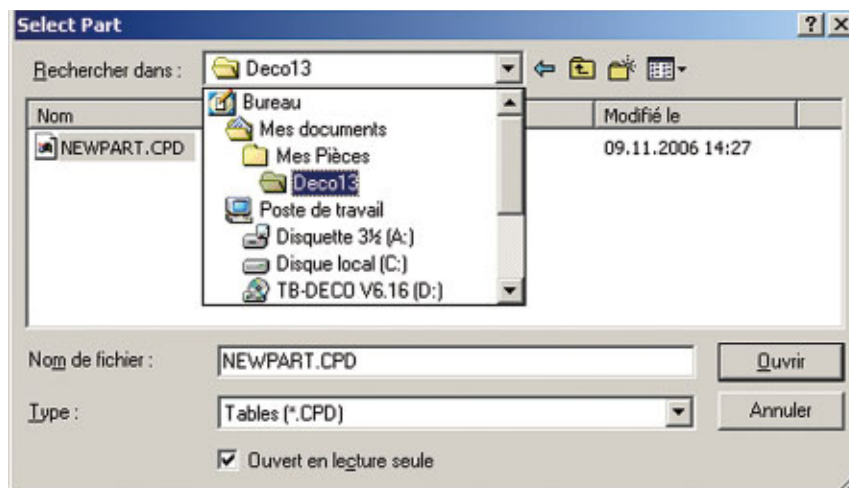 Select Part
Rechercher dans :
Deco13
Nom
Modifié le
NEWPART.CPD
09.11.2006 14:27
Bureau
Mes documents
Mes Pièces
Deco13
Poste de travail
Disquette 3½ (A:)
Disque local (C:)
TB-DECO V6.16 (D:)
Nom de fichier :
NEWPART.CPD
Ouvrir
Type :
Tables (*.CPD)
Annuler
Ouvert en lecture seule